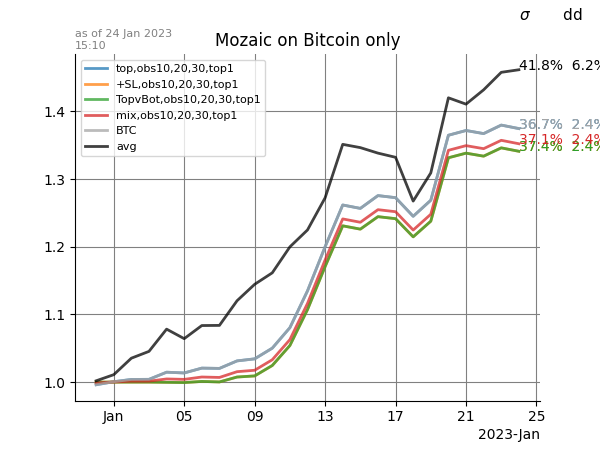 σ dd
as of 24 Jan 2023
15:10
Mozaic on Bitcoin only
top,obs10,20,30,top1
+SL,obs10,20,30,top1
TopvBot,obs10,20,30,top1
mix,obs10,20,30,top1
BTC
avg
41.8% 6.2%
36.7% 2.4%
37.1% 2.4%
37.4% 2.4%
1.4
1.3
1.2
1.1
1.0
Jan 05 09 13 17 21 25
2023-Jan